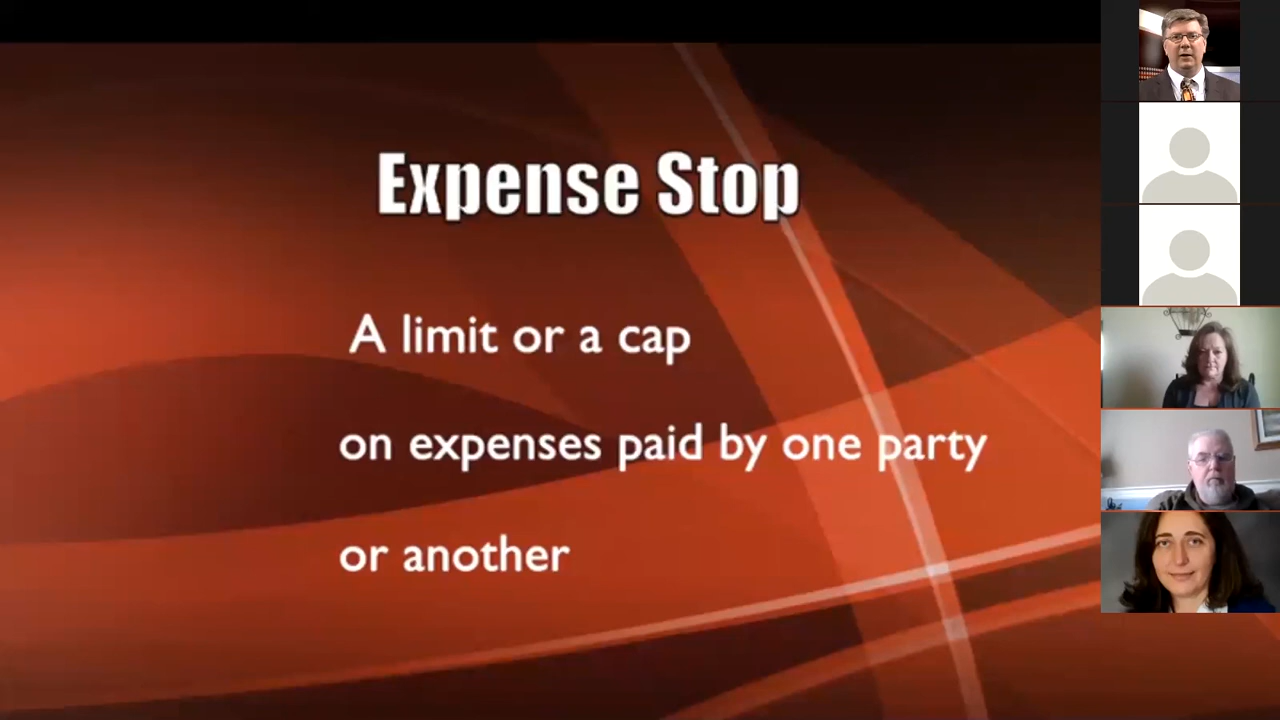 Expense Stop
A limit or a cap
on expenses paid by one party
or another